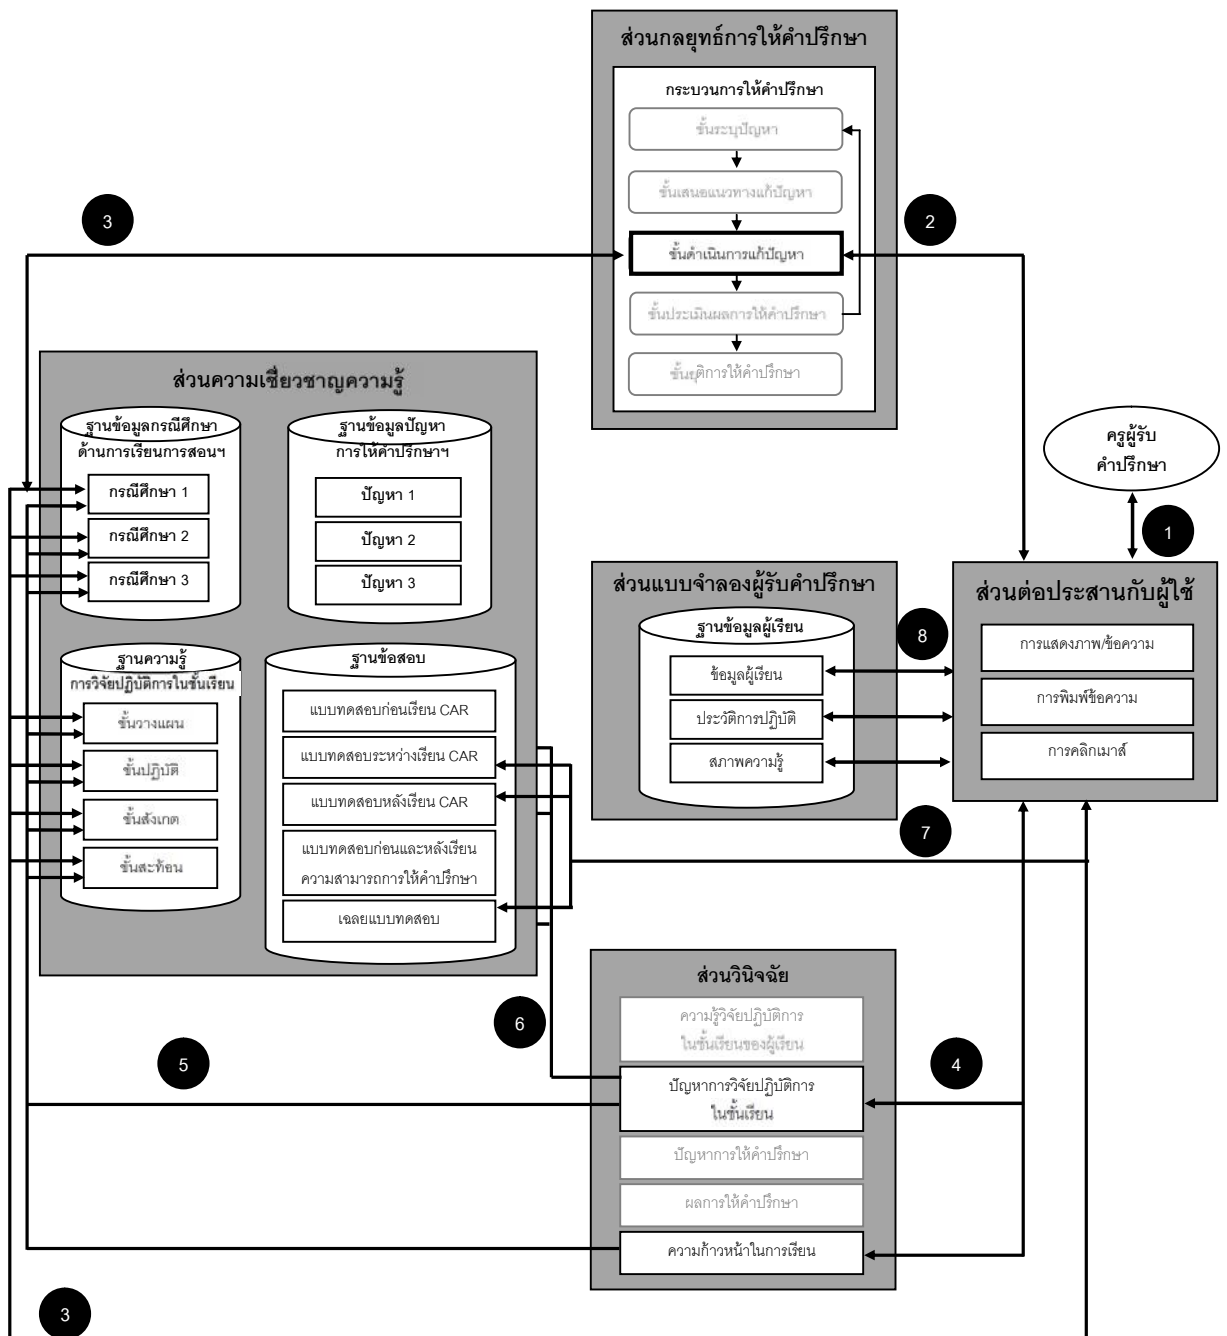 ส่วนกลยุทธ์การให้คำปรึกษา
กระบวนการให้คำปรึกษา
ขั้นระบุปัญหา
ขั้นเสนอแนวทางแก้ปัญหา
3
2
ขั้นดำเนินการแก้ปัญหา
ขั้นประเมินผลการให้คำปรึกษา
ขั้นยุติการให้คำปรึกษา
ส่วนความเชี่ยวชาญความรู้
ฐานข้อมูลกรณีศึกษา
ด้านการเรียนการสอนฯ
กรณีศึกษา 1
กรณีศึกษา 2
กรณีศึกษา 3
ฐานข้อมูลปัญหา
การให้คำปรึกษาฯ
ปัญหา 1
ปัญหา 2
ปัญหา 3
ครูผู้รับ
คำปรึกษา
1
ส่วนแบบจำลองผู้รับคำปรึกษา
ฐานข้อมูลผู้เรียน
ข้อมูลผู้เรียน
ประวัติการปฏิบัติ
สภาพความรู้
8
7
ส่วนต่อประสานกับผู้ใช้
การแสดงภาพ/ข้อความ
การพิมพ์ข้อความ
การคลิกเมาส์
ฐานความรู้
การวิจัยปฏิบัติการในชั้นเรียน
ขั้นวางแผน
ขั้นปฏิบัติ
ขั้นสังเกต
ขั้นสะท้อน
ฐานข้อสอบ
แบบทดสอบก่อนเรียน CAR
แบบทดสอบระหว่างเรียน CAR
แบบทดสอบหลังเรียน CAR
แบบทดสอบก่อนและหลังเรียน
ความสามารถการให้คำปรึกษา
เฉลยแบบทดสอบ
ส่วนวินิจฉัย
ความรู้วิจัยปฏิบัติการ
ในชั้นเรียนของผู้เรียน
6
5
4
ปัญหาการวิจัยปฏิบัติการ
ในชั้นเรียน
ปัญหาการให้คำปรึกษา
ผลการให้คำปรึกษา
ความก้าวหน้าในการเรียน
3